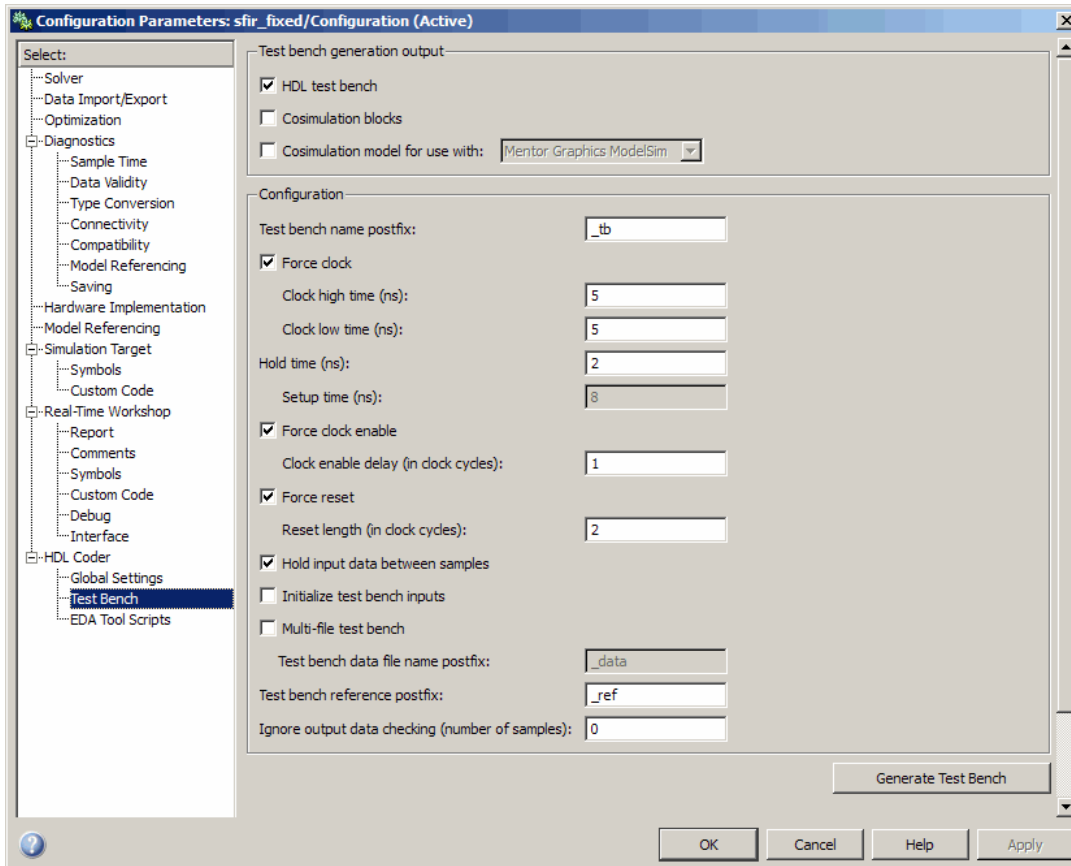 Configuration Parameters: sfir_fixed/Configuration (Active)
Select:
Solver
Data Import/Export
Optimization
Diagnostics
Sample Time
Data Validity
Type Conversion
Connectivity
Compatibility
Model Referencing
Saving
Hardware Implementation
Model Referencing
Simulation Target
Symbols
Custom Code
Real-Time Workshop
Report
Comments
Symbols
Custom Code
Debug
Interface
HDL Coder
Global Settings
Test Bench
EDA Tool Scripts
Test bench generation output
HDL test bench
Cosimulation blocks
Cosimulation model for use with: Mentor Graphics ModelSim
Configuration
Test bench name postfix: _tb
Force clock
Clock high time (ns): 5
Clock low time (ns): 5
Hold time (ns): 2
Setup time (ns): 8
Force clock enable
Clock enable delay (in clock cycles): 1
Force reset
Reset length (in clock cycles): 2
Hold input data between samples
Initialize test bench inputs
Multi-file test bench
Test bench data file name postfix: _data
Test bench reference postfix: _ref
Ignore output data checking (number of samples): 0
Generate Test Bench
OK Cancel Help Apply